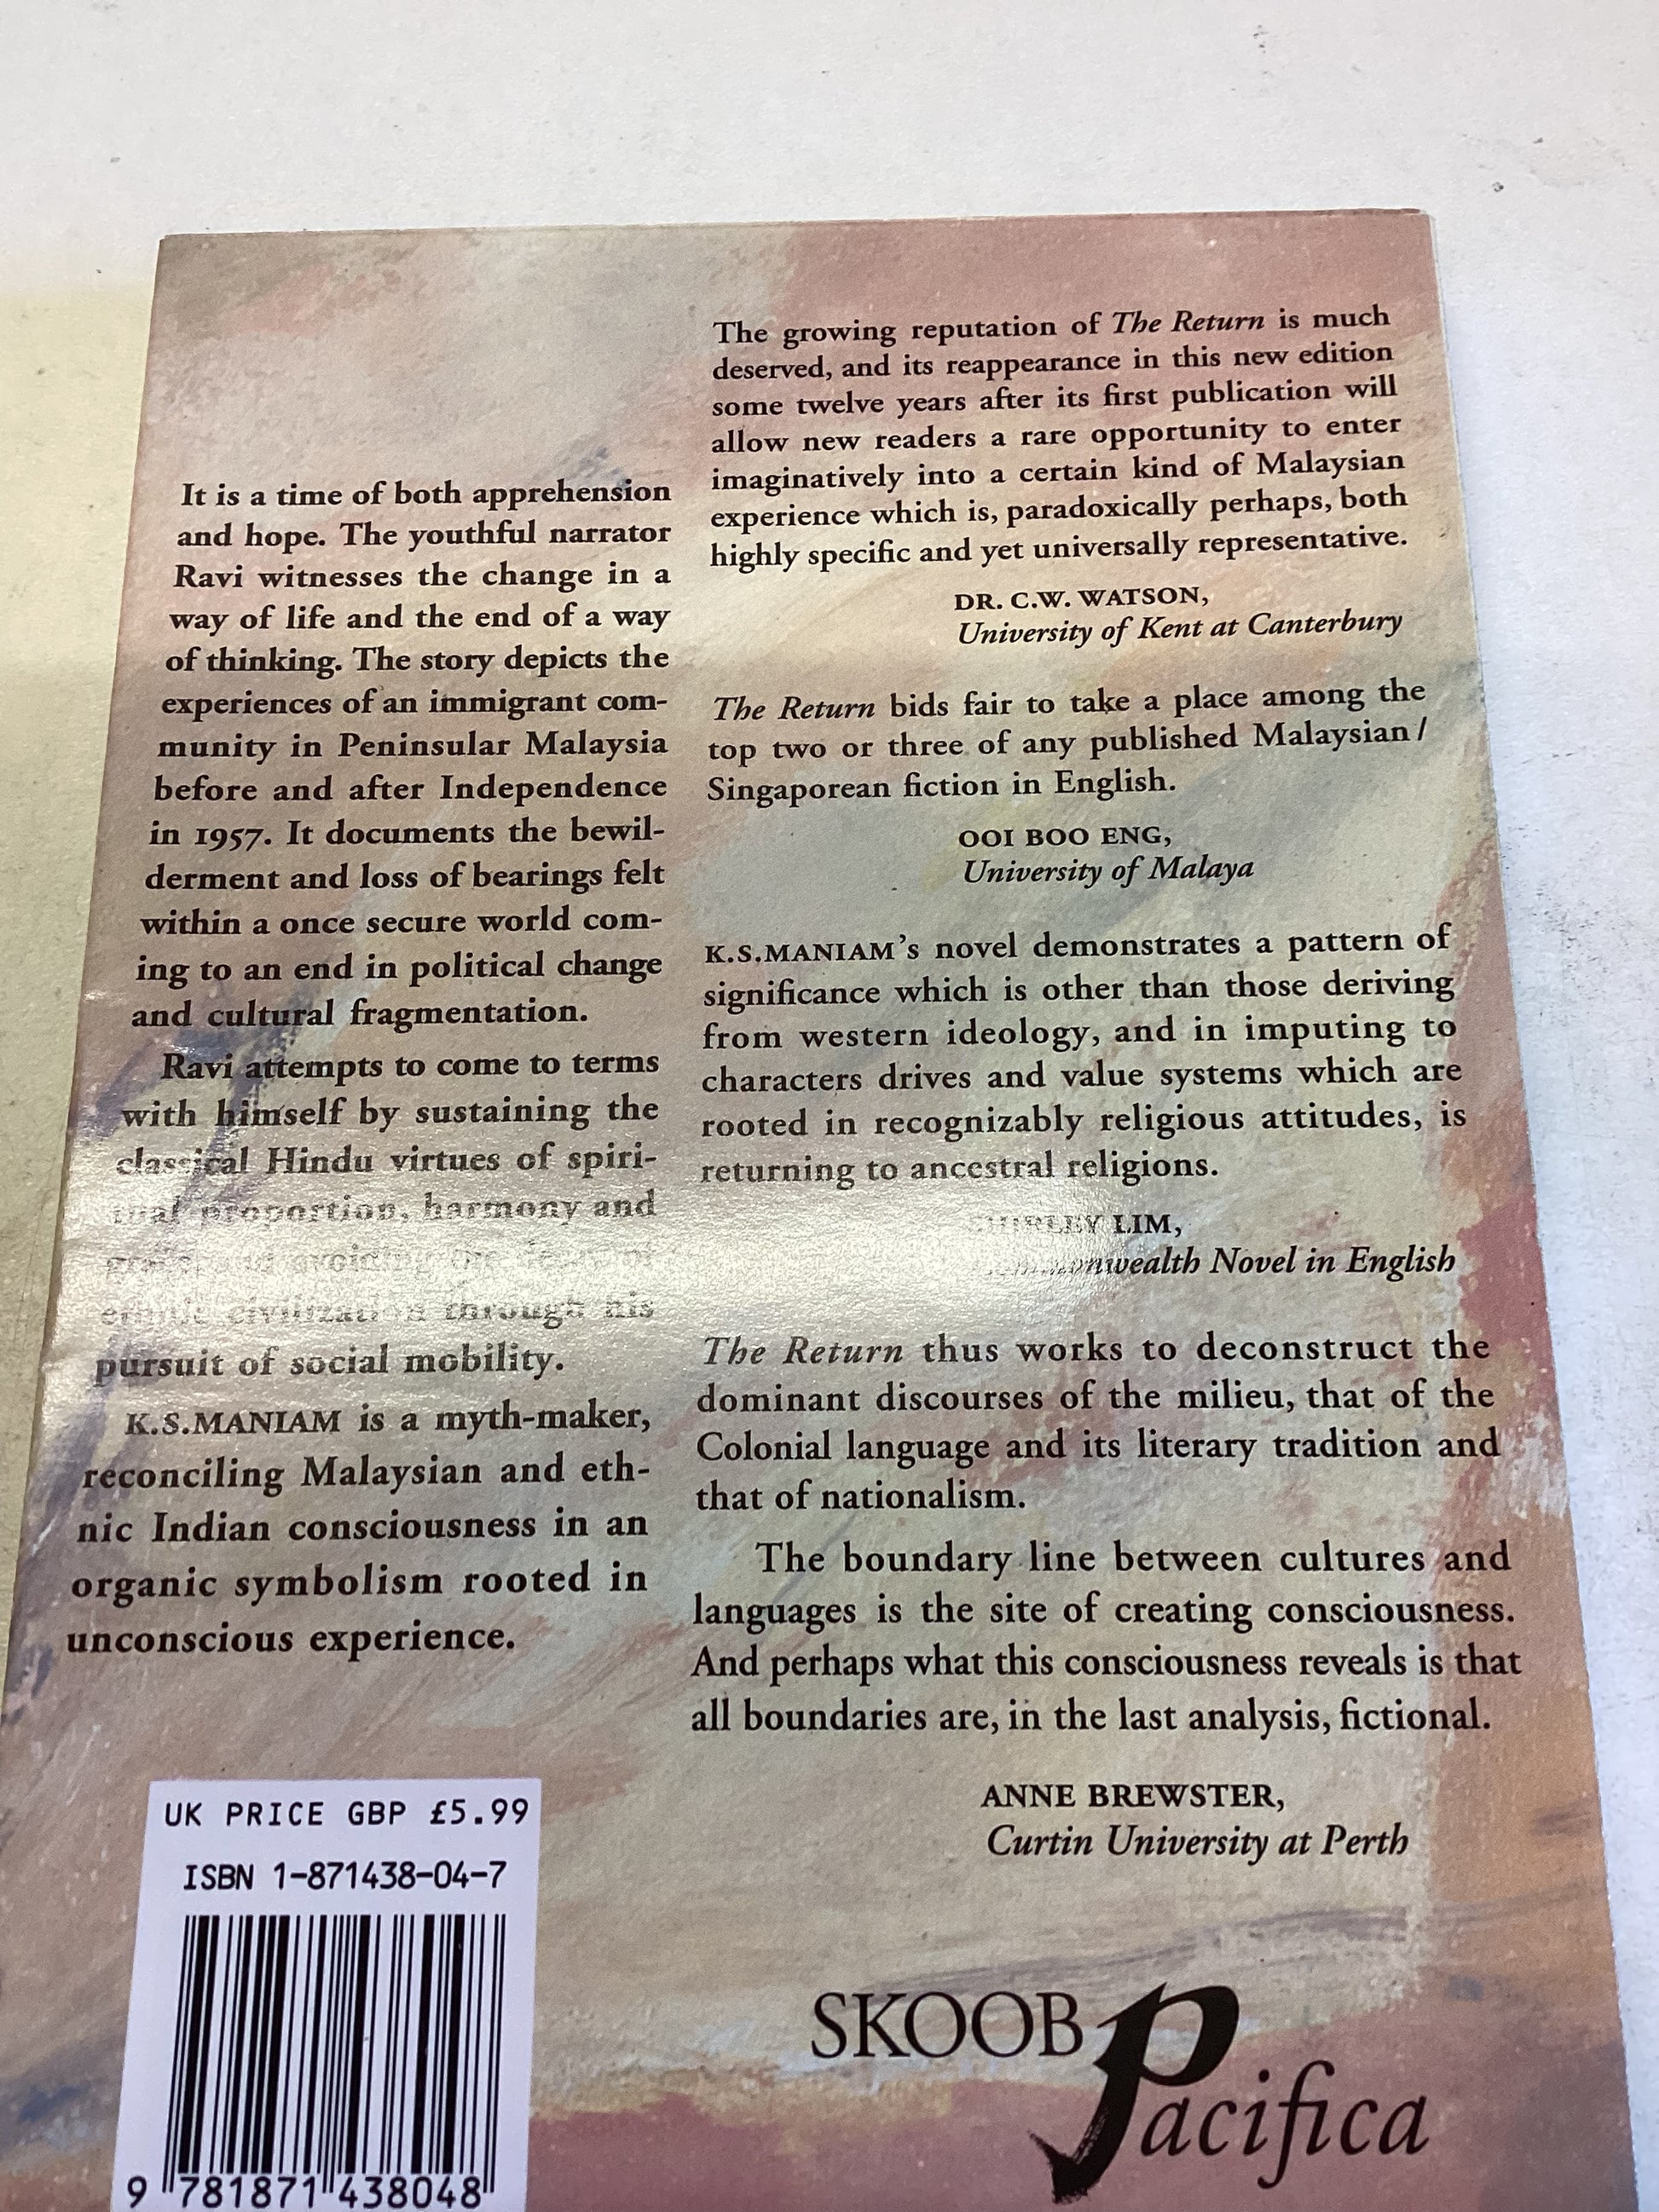 It is a time of both apprehension
and hope. The youthful narrator
Ravi witnesses the change in a
way of life and the end of a way
of thinking. The story depicts the
experiences of an immigrant com-
munity in Peninsular Malaysia
before and after Independence
in 1957. It documents the bewil-
derment and loss of bearings felt
within a once secure world com-
ing to an end in political change
and cultural fragmentation.
Ravi attempts to come to terms
with himself by sustaining the
classical Hindu virtues of spiri-
tual proportion, harmony and
avoiding
civilization through his
pursuit of social mobility.
K.S.MANIAM is a myth-maker,
reconciling Malaysian and eth-
nic Indian consciousness in an
organic symbolism rooted in
unconscious experience.
The growing reputation of The Return is much
deserved, and its reappearance in this new edition
some twelve years after its first publication will
allow new readers a rare opportunity to enter
imaginatively into a certain kind of Malaysian
experience which is, paradoxically perhaps, both
highly specific and yet universally representative.
DR. C.W. WATSON,
University of Kent at Canterbury
The Return bids fair to take a place among the
top two or three of any published Malaysian /
Singaporean fiction in English.
OOI BOO ENG,
University of Malaya
K.S.MANIAM's novel demonstrates a pattern of
significance which is other than those deriving
from western ideology, and in imputing to
characters drives and value systems which are
rooted in recognizably religious attitudes, is
returning to ancestral religions.
SHIRLEY LIM,
Commonwealth Novel in English
The Return thus works to deconstruct the
dominant discourses of the milieu, that of the
Colonial language and its literary tradition and
that of nationalism.
The boundary line between cultures and
languages is the site of creating consciousness.
And perhaps what this consciousness reveals is that
all boundaries are, in the last analysis, fictional.
ANNE BREWSTER,
Curtin University at Perth
UK PRICE GBP £5.99
ISBN 1-871438-04-7
9 781871 438048
SKOOB Pacifica